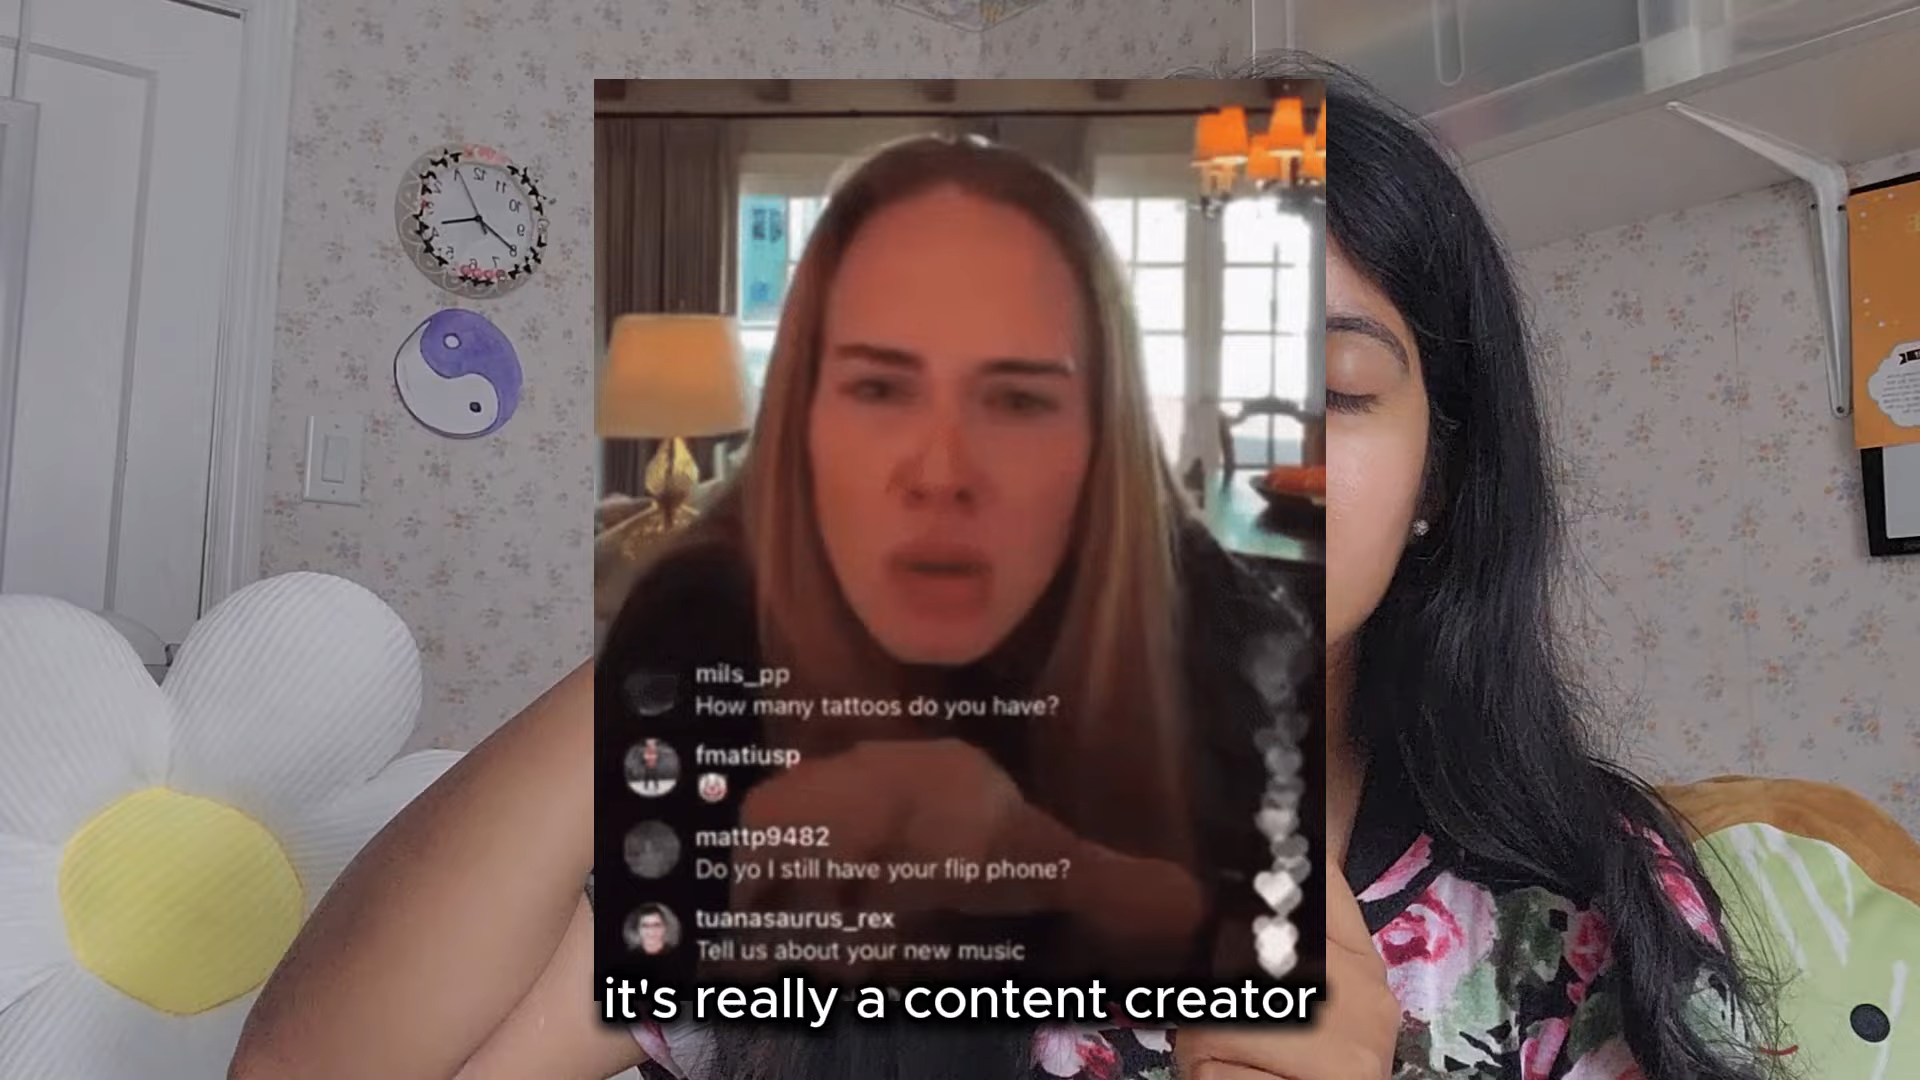 mils_pp
How many tattoos do you have?
fmatiusp
mattp9482
Do yo I still have your flip phone?
tuanasaurus_rex
Tell us about your new music
it's really a content creator